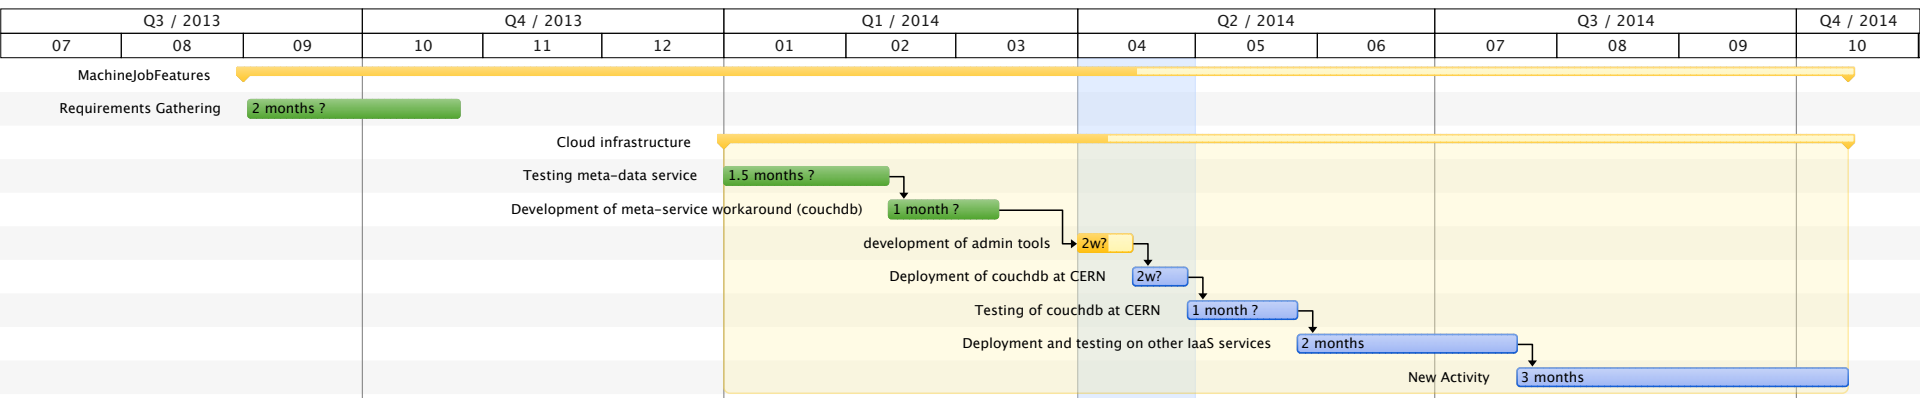 Q3 / 2013 Q4 / 2013 Q1 / 2014 Q2 / 2014 Q3 / 2014 Q4 / 2014
07 08 09 10 11 12 01 02 03 04 05 06 07 08 09 10
MachineJobFeatures
Requirements Gathering 2 months ?
Cloud infrastructure
Testing meta-data service 1.5 months ?
Development of meta-service workaround (couchdb) 1 month ?
development of admin tools 2w?
Deployment of couchdb at CERN 2w?
Testing of couchdb at CERN 1 month ?
Deployment and testing on other IaaS services 2 months
New Activity 3 months